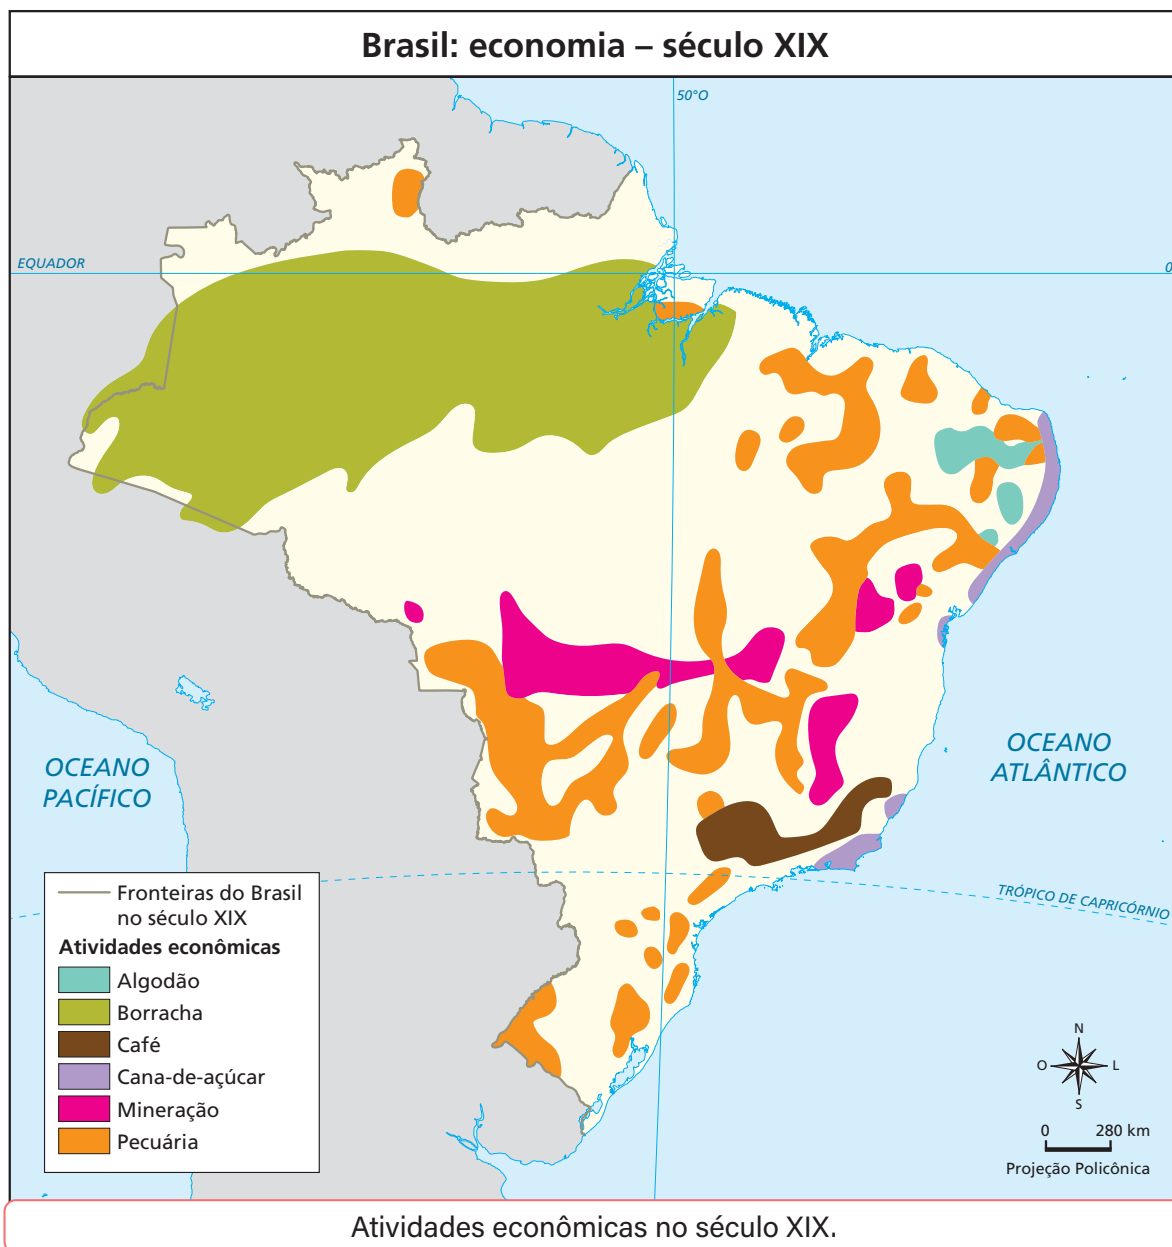 Brasil: economia – século XIX
50°O
EQUADOR
0
OCEANO
PACÍFICO
OCEANO
ATLÂNTICO
TRÓPICO DE CAPRICÓRNIO
Fronteiras do Brasil
no século XIX
Atividades econômicas
Algodão
Borracha
Café
Cana-de-açúcar
Mineração
Pecuária
N
O
L
S
0 280 km
Projeção Policônica
Atividades econômicas no século XIX.